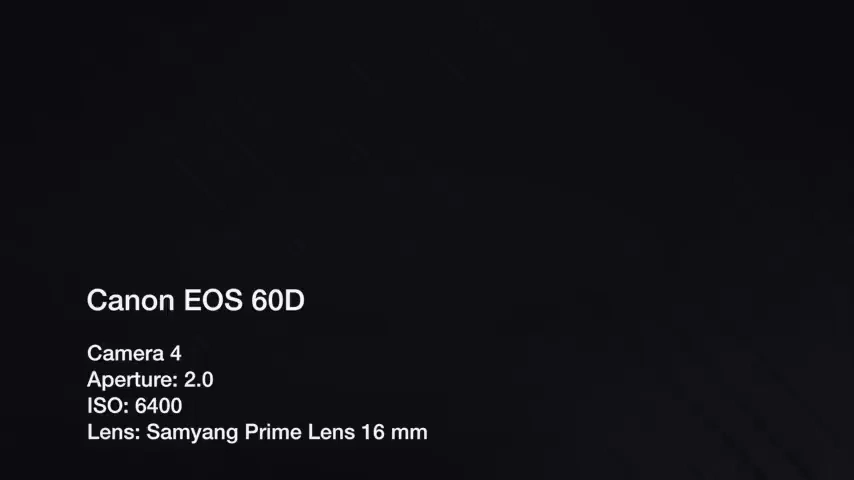 Canon EOS 60D
Camera 4
Aperture: 2.0
ISO: 6400
Lens: Samyang Prime Lens 16 mm